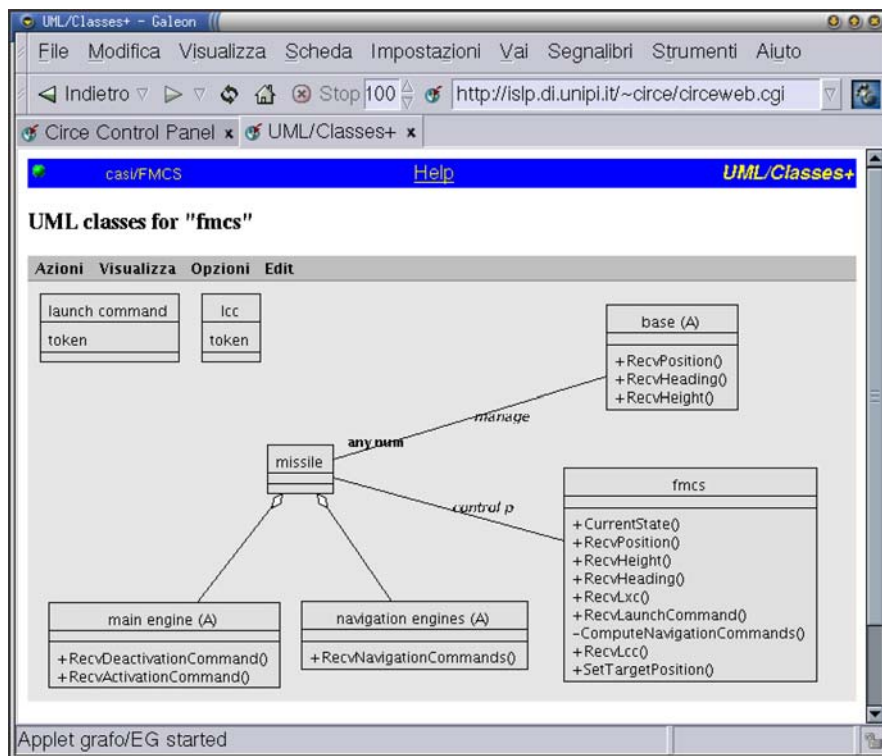 UML/Classes+ - Galeon
File Modifica Visualizza Scheda Impostazioni Vai Segnalibri Strumenti Aiuto
Indietro Stop 100 http://islp.di.unipi.it/~circe/circeweb.cgi
Circe Control Panel x UML/Classes+ x
casi/FMCS Help UML/Classes+
UML classes for "fmcs"
Azioni Visualizza Opzioni Edit
launch command
token
lcc
token
base (A)
+RecvPosition()
+RecvHeading()
+RecvHeight()
manage
any num
missile
control p
fmcs
+CurrentState()
+RecvPosition()
+RecvHeight()
+RecvHeading()
+RecvLxc()
+RecvLaunchCommand()
-ComputeNavigationCommands()
+RecvLcc()
+SetTargetPosition()
main engine (A)
+RecvDeactivationCommand()
+RecvActivationCommand()
navigation engines (A)
+RecvNavigationCommands()
Applet grafo/EG started